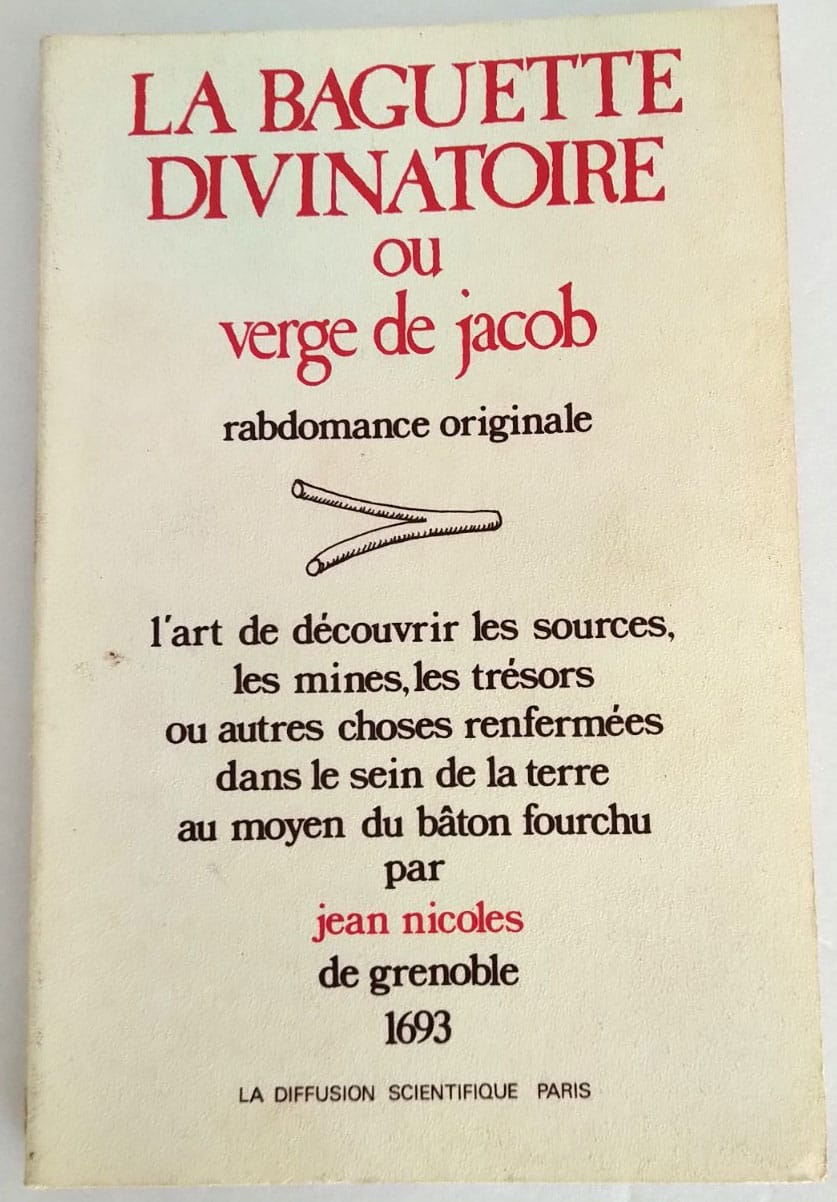 LA BAGUETTE
DIVINATOIRE
ou
verge de jacob
rabdomance originale
l'art de découvrir les sources,
les mines, les trésors
ou autres choses renfermées
dans le sein de la terre
au moyen du bâton fourchu
par
jean nicoles
de grenoble
1693
LA DIFFUSION SCIENTIFIQUE PARIS